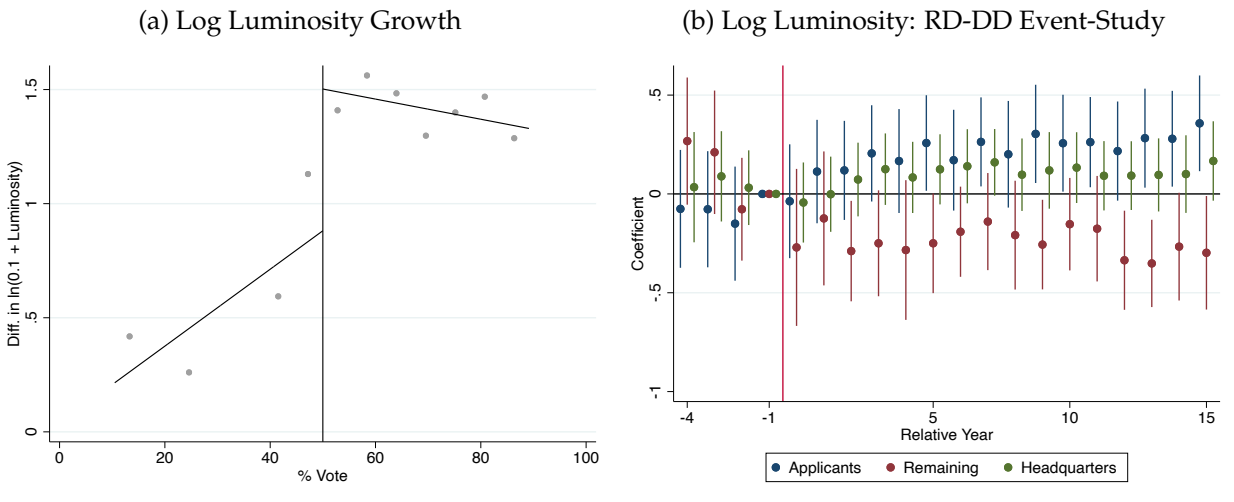 (a) Log Luminosity Growth
Diff. in ln(0.1 + Luminosity)
1.5
1
.5
0
0 20 40 60 80 100
% Vote
(b) Log Luminosity: RD-DD Event-Study
Coefficient
.5
0
-.5
-1
-4 -1 5 10 15
Relative Year
Applicants Remaining Headquarters